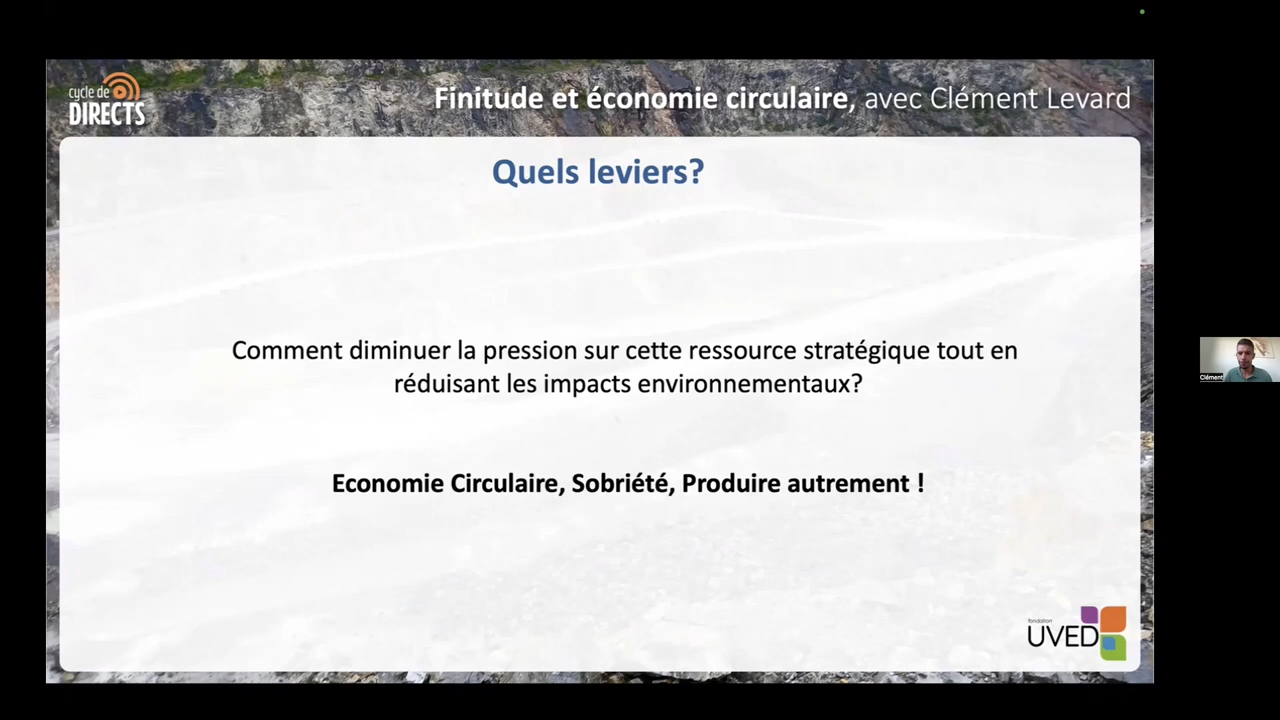 cycle de
DIRECTS
Finitude et économie circulaire, avec Clément Levard
Quels leviers?
Comment diminuer la pression sur cette ressource stratégique tout en
réduisant les impacts environnementaux?
Economie Circulaire, Sobriété, Produire autrement !
Clément
fondation
UVED